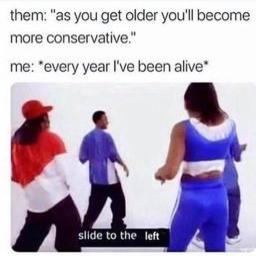 them: "as you get older you'll become
more conservative."
me: *every year I've been alive*
slide to the left